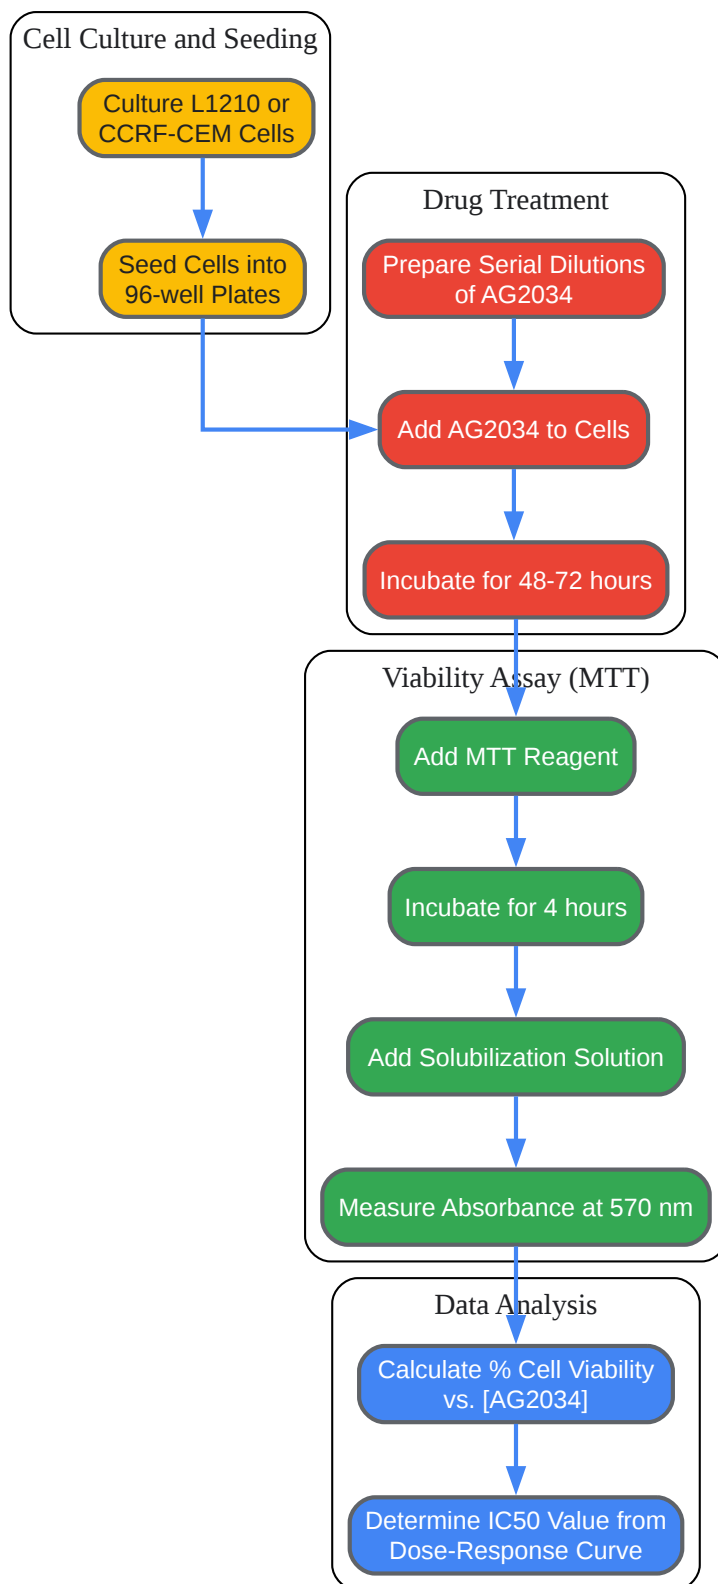 Cell Culture and Seeding
Culture L1210 or
CCRF-CEM Cells
Seed Cells into
96-well Plates
Drug Treatment
Prepare Serial Dilutions
of AG2034
Add AG2034 to Cells
Incubate for 48-72 hours
Viability Assay (MTT)
Add MTT Reagent
Incubate for 4 hours
Add Solubilization Solution
Measure Absorbance at 570 nm
Data Analysis
Calculate % Cell Viability
vs. [AG2034]
Determine IC50 Value from
Dose-Response Curve